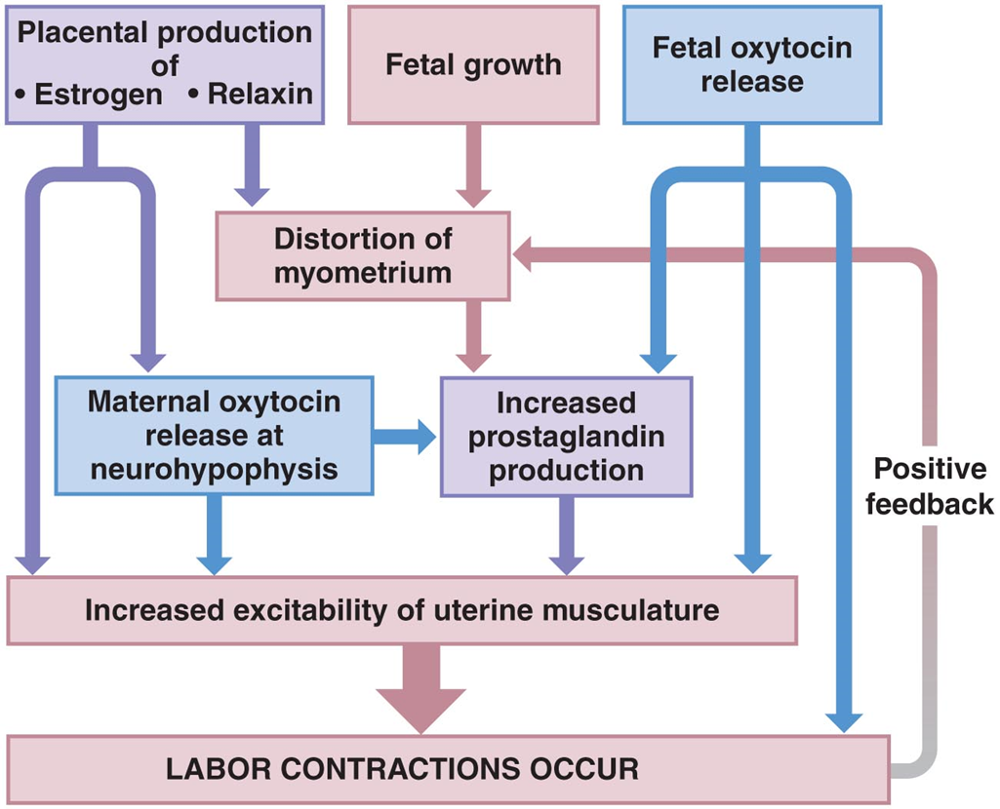 Placental production
of
• Estrogen • Relaxin
Fetal growth
Fetal oxytocin
release
Distortion of
myometrium
Maternal oxytocin
release at
neurohypophysis
Increased
prostaglandin
production
Positive
feedback
Increased excitability of uterine musculature
LABOR CONTRACTIONS OCCUR